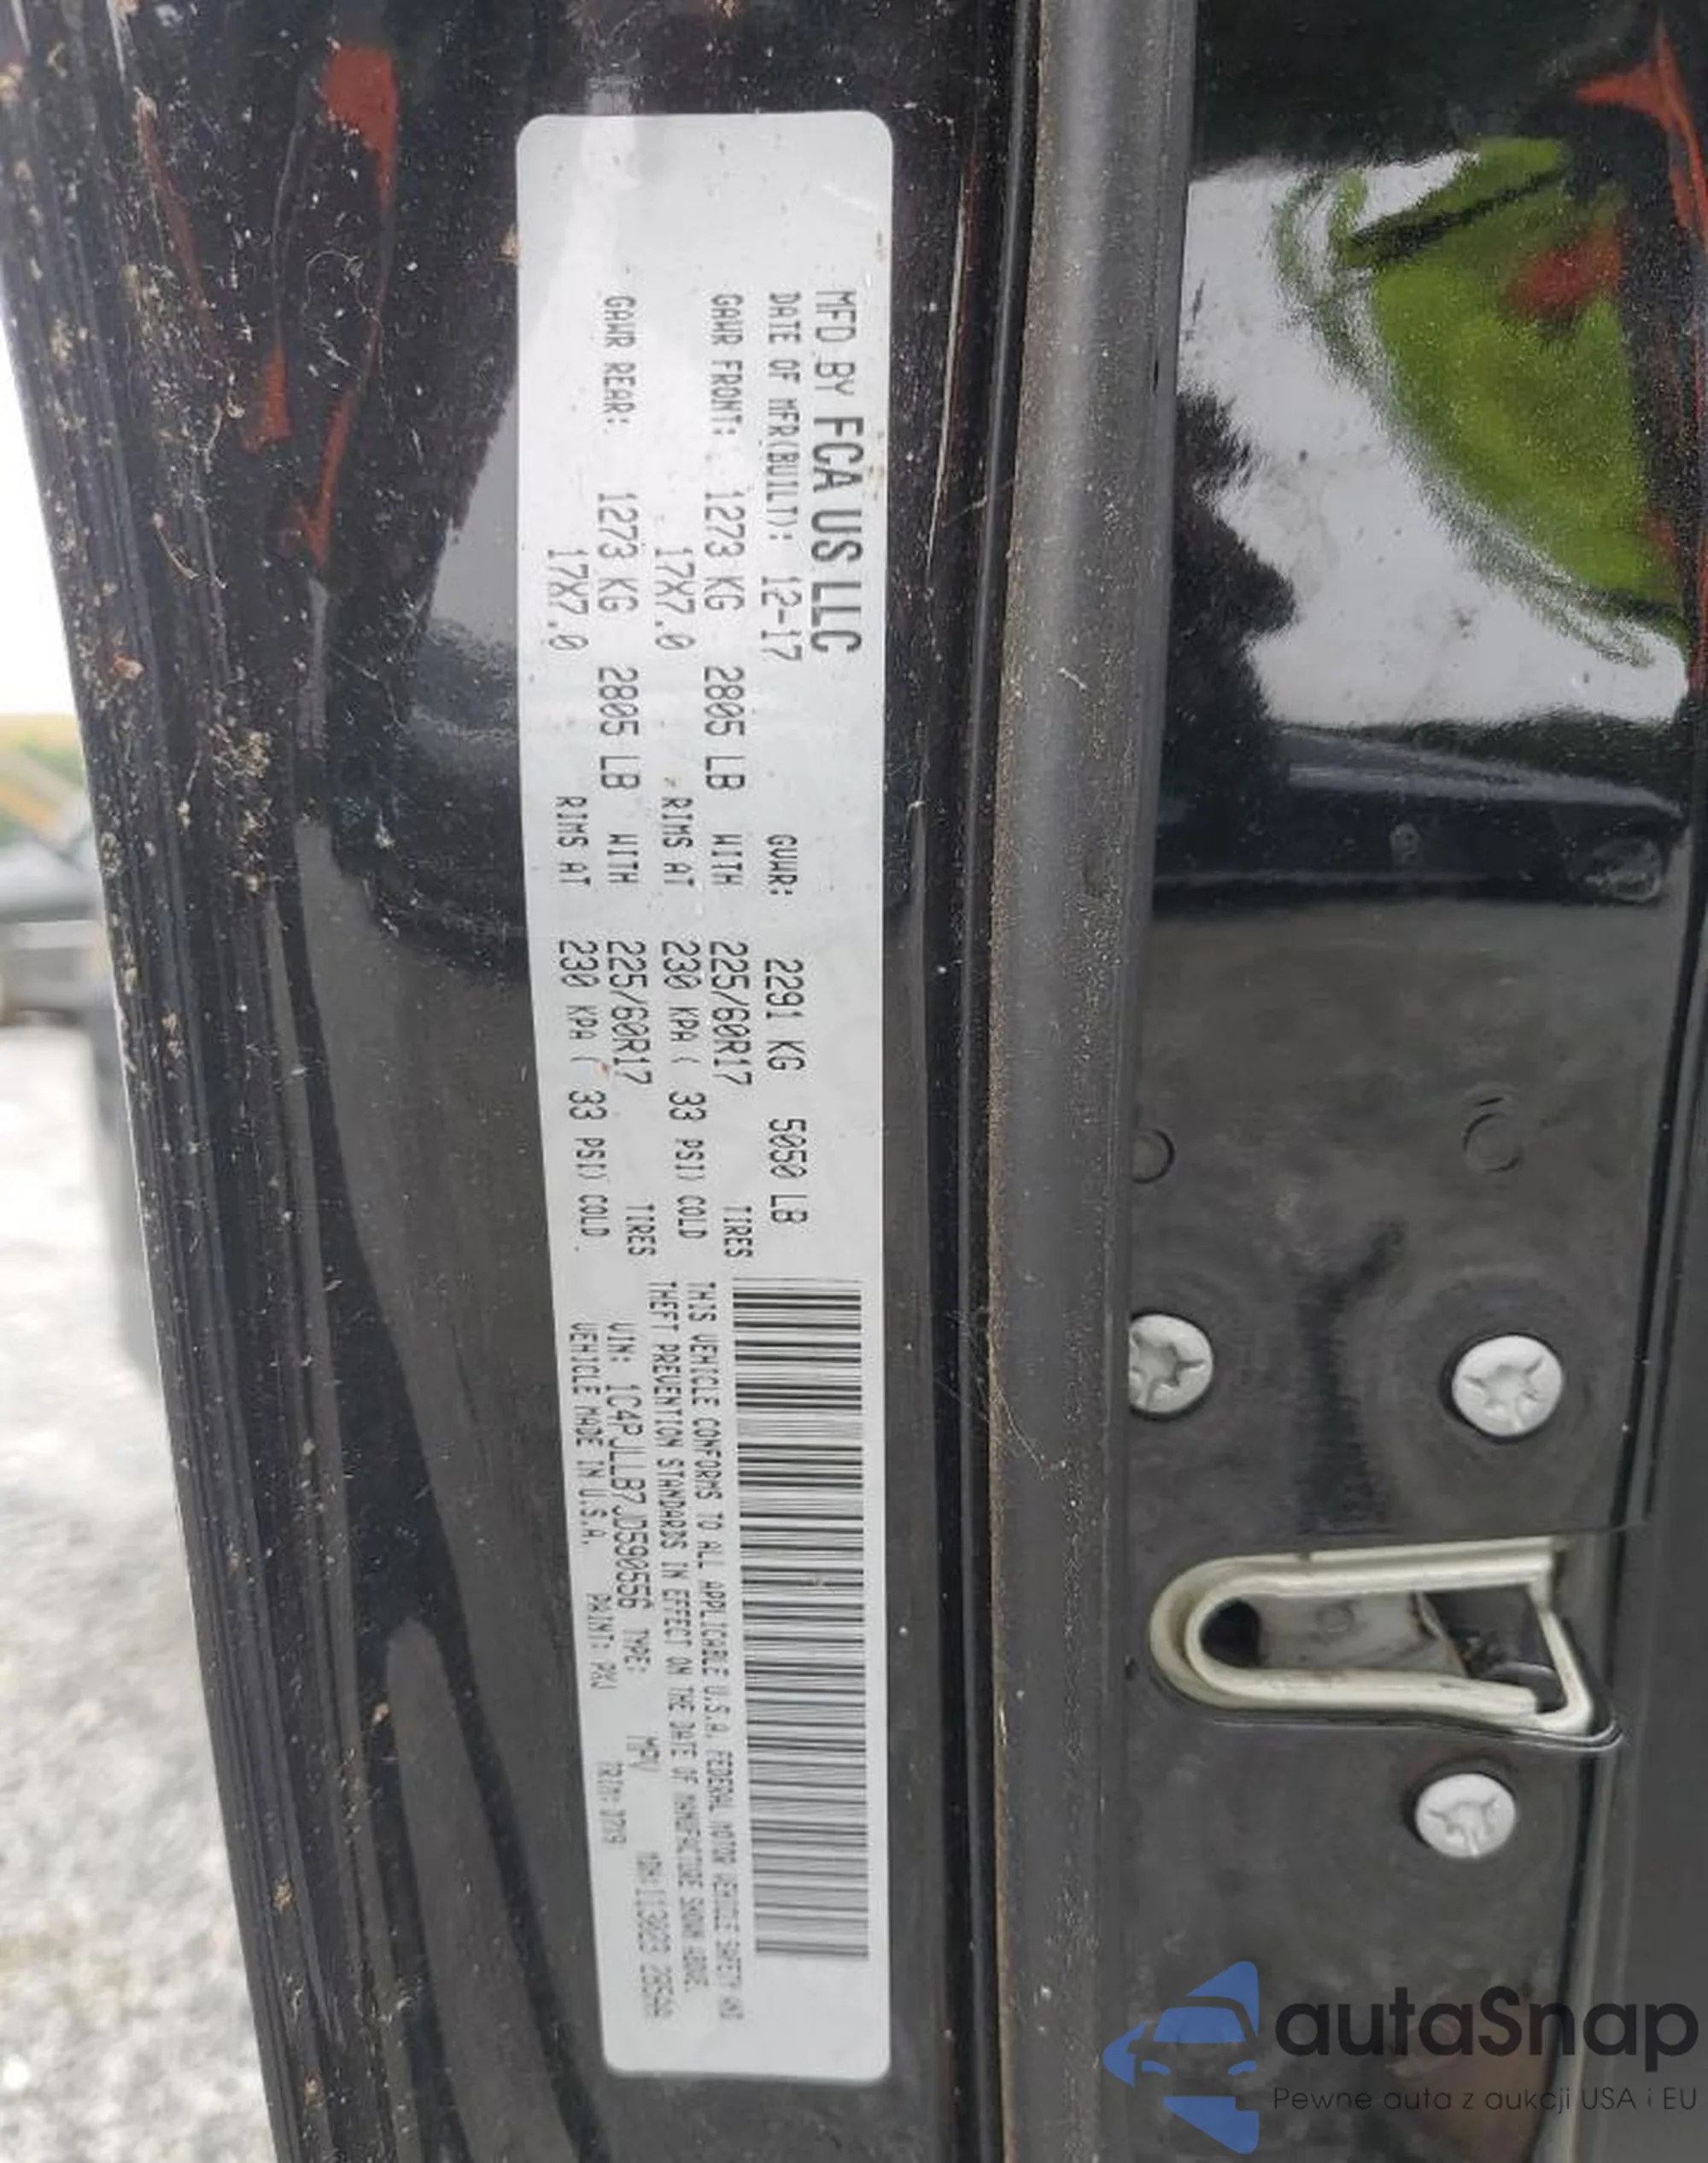 MFD BY FCA US LLC
DATE OF MFR(BUILT): 12-17 GVWR: 2291 KG 5050 LB
GAWR FRONT: 1273 KG 2805 LB WITH 225/60R17 TIRES
17X7.0 RIMS AT 230 KPA ( 33 PSI) COLD
GAWR REAR: 1273 KG 2805 LB WITH 225/60R17 TIRES
17X7.0 RIMS AT 230 KPA ( 33 PSI) COLD
THIS VEHICLE CONFORMS TO ALL APPLICABLE U.S.A. FEDERAL MOTOR VEHICLE SAFETY AND
THEFT PREVENTION STANDARDS IN EFFECT ON THE DATE OF MANUFACTURE SHOWN ABOVE.
VIN: 1C4PJLLB7JD590556 TYPE: MPV
VEHICLE MADE IN U.S.A. PAINT: PXJ TRIM:
autaSnap
Pewne auta z aukcji USA i EU